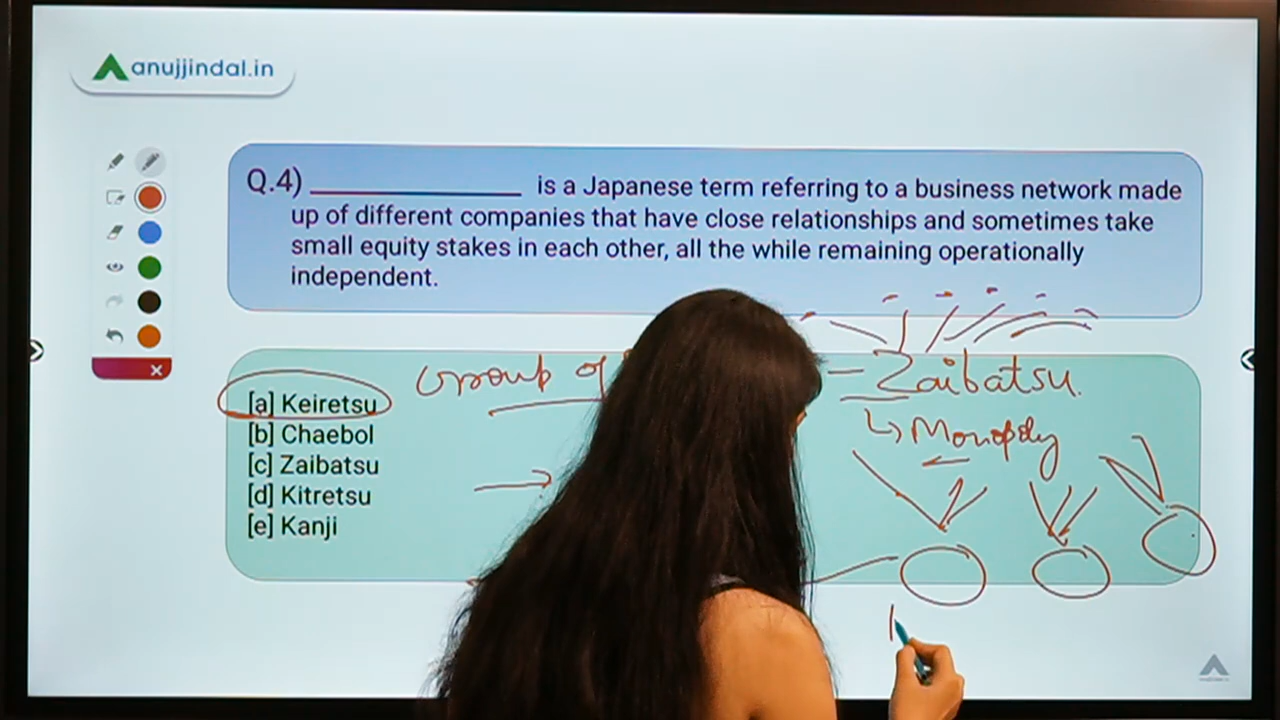 anujjindal.in
Q.4) ______________ is a Japanese term referring to a business network made
up of different companies that have close relationships and sometimes take
small equity stakes in each other, all the while remaining operationally
independent.
Group of
– Zaibatsu.
[a] Keiretsu
[b] Chaebol
↳ Monopoly
[c] Zaibatsu
[d] Kitretsu
[e] Kanji